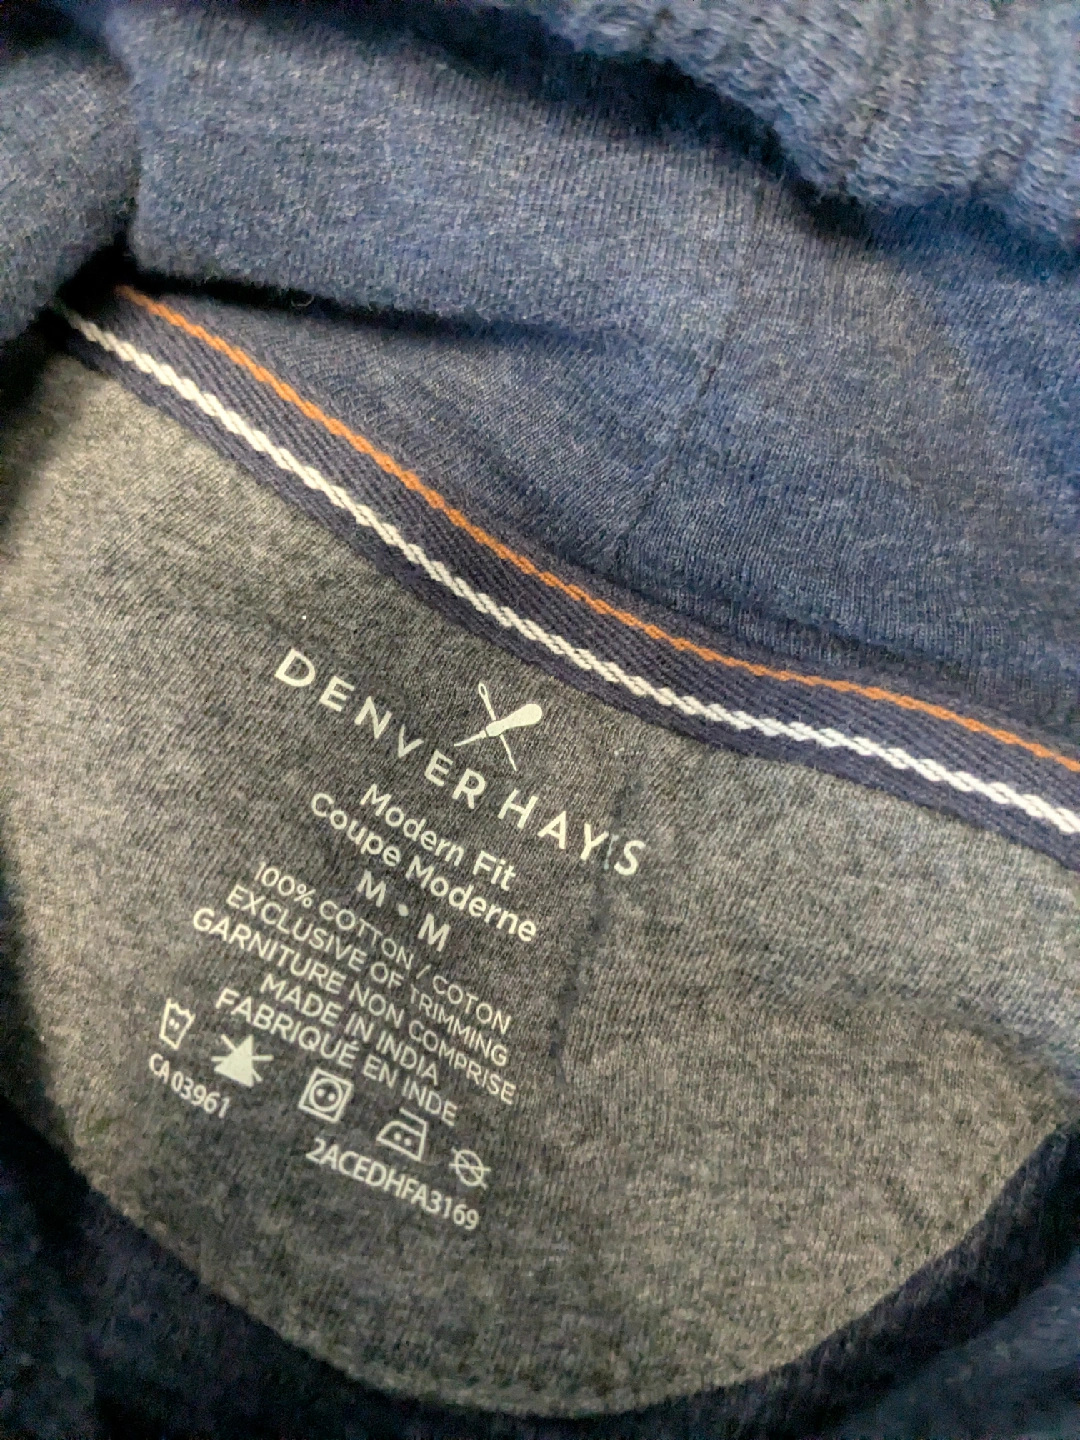 DENVER HAYS
Modern Fit
Coupe Moderne
M • M
100% COTTON / COTON
EXCLUSIVE OF TRIMMING
GARNITURE NON COMPRISE
MADE IN INDIA
FABRIQUÉ EN INDE
CA 03961
2ACEDHFA3169